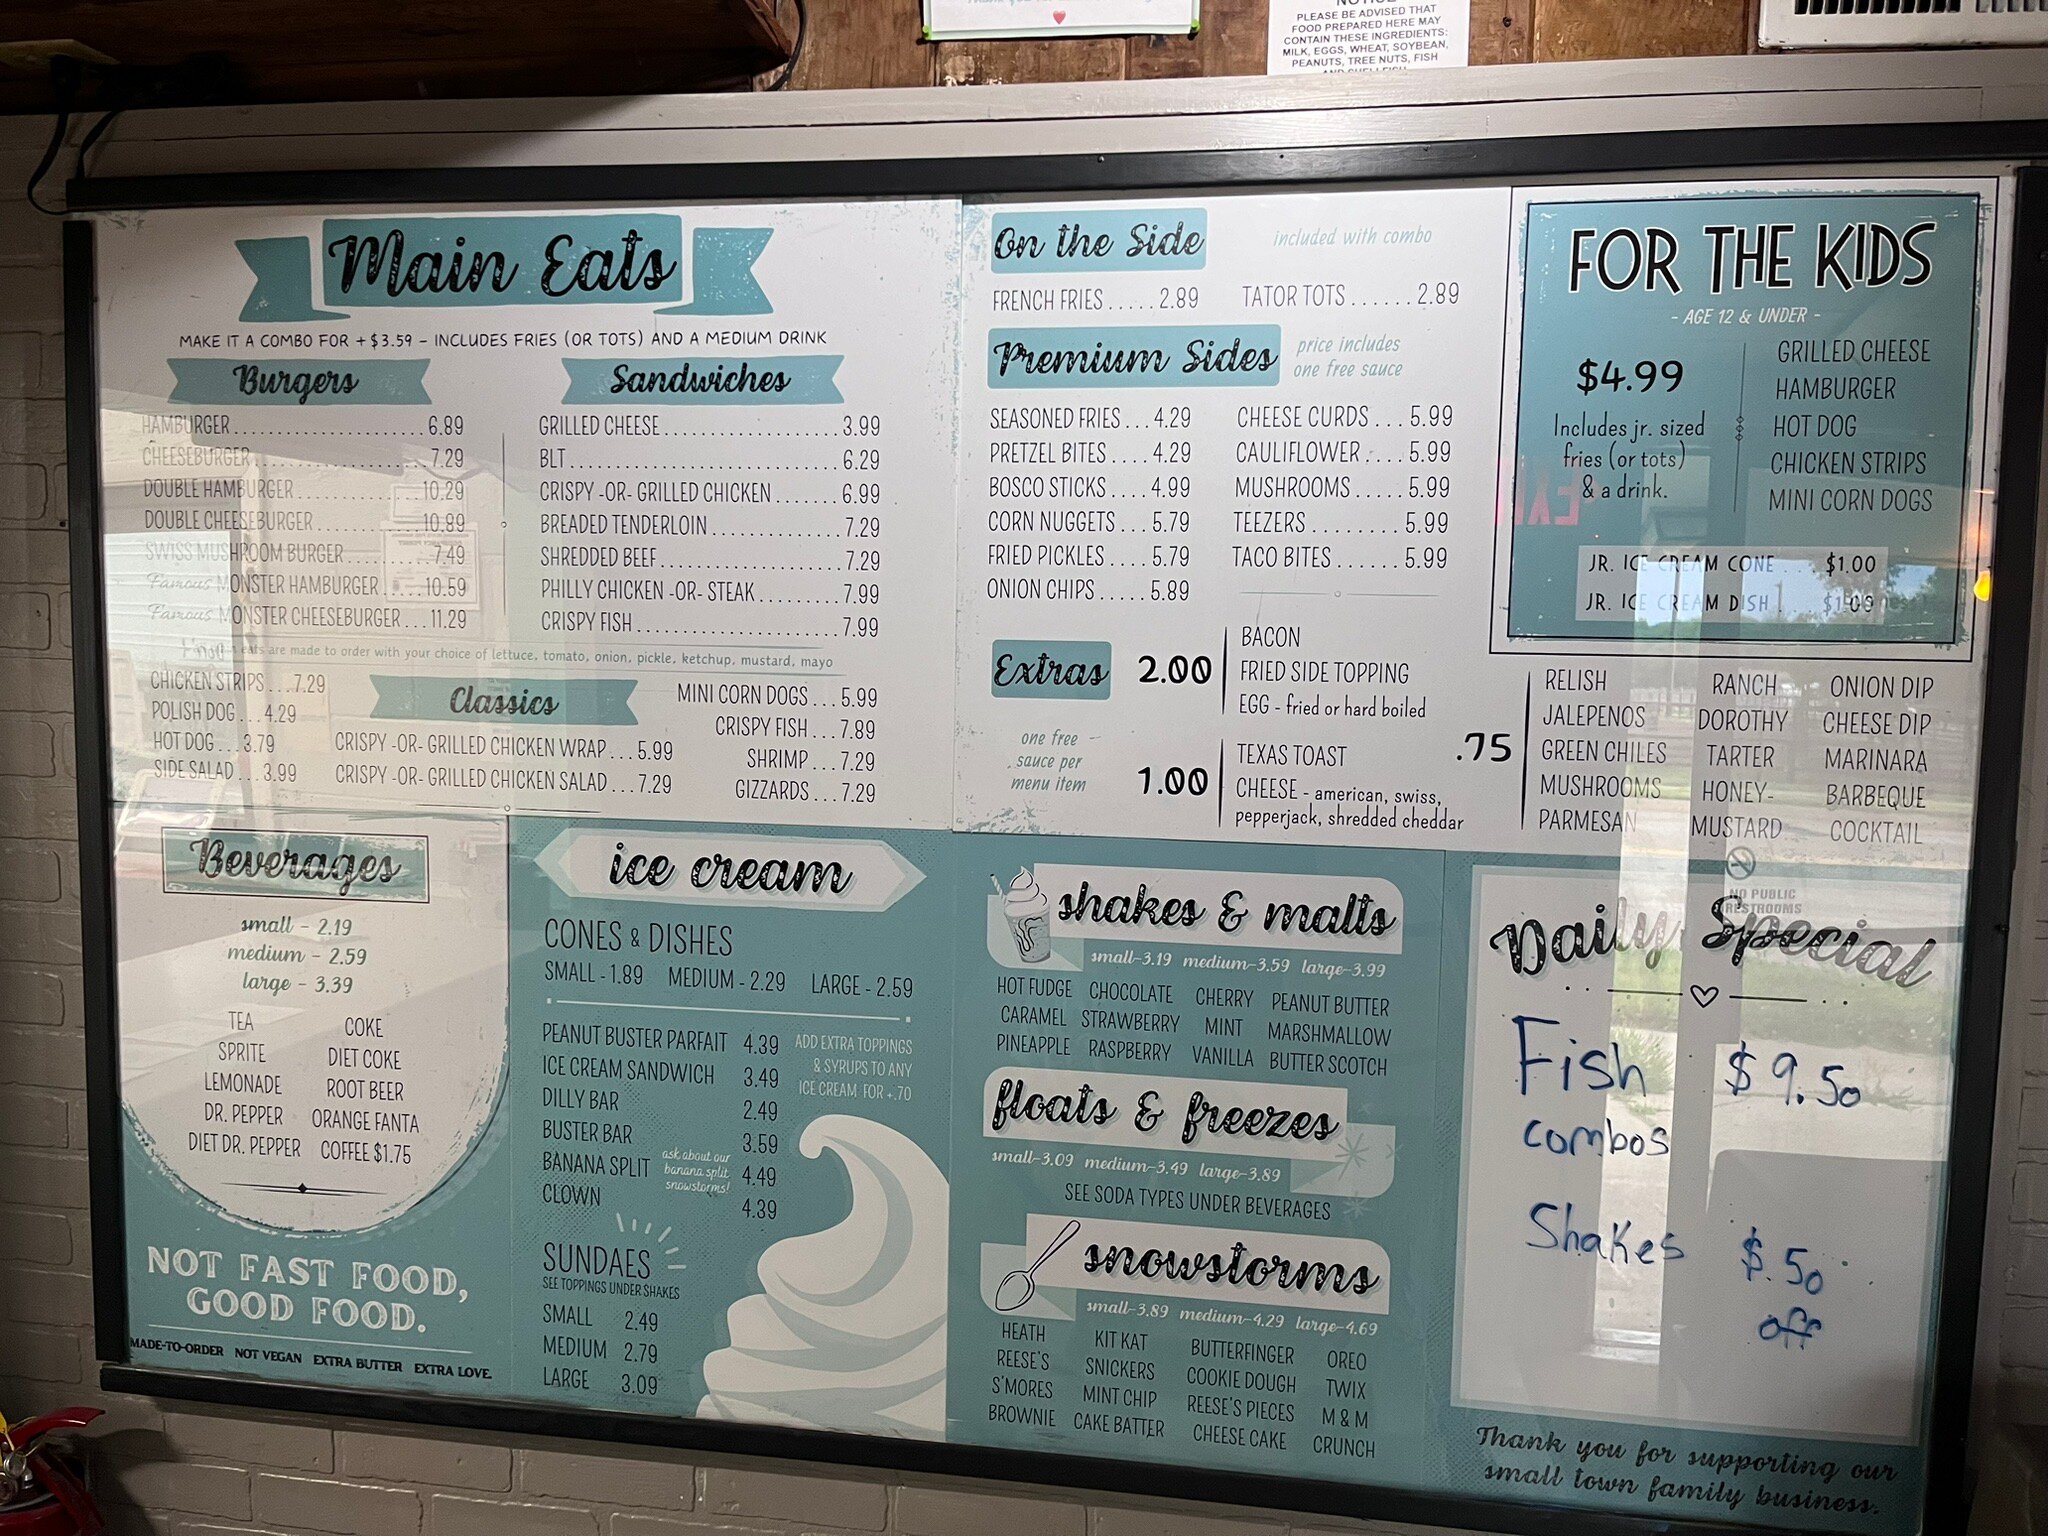 PLEASE BE ADVISED THAT
FOOD PREPARED HERE MAY
CONTAIN THESE INGREDIENTS:
MILK, EGGS, WHEAT, SOYBEAN,
PEANUTS, TREE NUTS, FISH
Main Eats
MAKE IT A COMBO FOR +$3.59 - INCLUDES FRIES (OR TOTS) AND A MEDIUM DRINK
Burgers
HAMBURGER 6.89
CHEESEBURGER 7.29
DOUBLE HAMBURGER 10.29
DOUBLE CHEESEBURGER 10.89
SWISS MUSHROOM BURGER 7.49
Famous MONSTER HAMBURGER 10.59
Famous MONSTER CHEESEBURGER 11.29
Sandwiches
GRILLED CHEESE 3.99
BLT 6.29
CRISPY -OR- GRILLED CHICKEN 6.99
BREADED TENDERLOIN 7.29
SHREDDED BEEF 7.29
PHILLY CHICKEN -OR- STEAK 7.99
CRISPY FISH 7.99
eats are made to order with your choice of lettuce, tomato, onion, pickle, ketchup, mustard, mayo
Classics
CHICKEN STRIPS...7.29
POLISH DOG...4.29
HOT DOG...3.79
SIDE SALAD...3.99
CRISPY -OR- GRILLED CHICKEN WRAP...5.99
CRISPY -OR- GRILLED CHICKEN SALAD...7.29
MINI CORN DOGS...5.99
CRISPY FISH...7.89
SHRIMP...7.29
GIZZARDS...7.29
On the Side
included with combo
FRENCH FRIES.....2.89
TATOR TOTS......2.89
Premium Sides
price includes
one free sauce
SEASONED FRIES...4.29
PRETZEL BITES....4.29
BOSCO STICKS....4.99
CORN NUGGETS...5.79
FRIED PICKLES....5.79
ONION CHIPS.....5.89
CHEESE CURDS...5.99
CAULIFLOWER....5.99
MUSHROOMS.....5.99
TEEZERS........5.99
TACO BITES......5.99
Extras
one free
sauce per
menu item
2.00
BACON
FRIED SIDE TOPPING
EGG - fried or hard boiled
1.00
TEXAS TOAST
CHEESE - american, swiss,
pepperjack, shredded cheddar
.75
RELISH
JALEPENOS
GREEN CHILES
MUSHROOMS
PARMESAN
RANCH
DOROTHY
TARTER
HONEY-
MUSTARD
ONION DIP
CHEESE DIP
MARINARA
BARBEQUE
COCKTAIL
FOR THE KIDS
- AGE 12 & UNDER -
$4.99
Includes jr. sized
fries (or tots)
& a drink.
GRILLED CHEESE
HAMBURGER
HOT DOG
CHICKEN STRIPS
MINI CORN DOGS
JR. ICE CREAM CONE $1.00
JR. ICE CREAM DISH $1.00
Beverages
small - 2.19
medium - 2.59
large - 3.39
TEA
SPRITE
LEMONADE
DR. PEPPER
DIET DR. PEPPER
COKE
DIET COKE
ROOT BEER
ORANGE FANTA
COFFEE $1.75
NOT FAST FOOD,
GOOD FOOD.
MADE-TO-ORDER NOT VEGAN EXTRA BUTTER EXTRA LOVE.
ice cream
CONES & DISHES
SMALL - 1.89 MEDIUM - 2.29 LARGE - 2.59
PEANUT BUSTER PARFAIT 4.39
ICE CREAM SANDWICH 3.49
DILLY BAR 2.49
BUSTER BAR 3.59
BANANA SPLIT 4.49
CLOWN 4.39
ask about our
banana split
snowstorms!
ADD EXTRA TOPPINGS
& SYRUPS TO ANY
ICE CREAM FOR +.70
SUNDAES
SEE TOPPINGS UNDER SHAKES
SMALL 2.49
MEDIUM 2.79
LARGE 3.09
shakes & malts
small-3.19 medium-3.59 large-3.99
HOT FUDGE CHOCOLATE CHERRY PEANUT BUTTER
CARAMEL STRAWBERRY MINT MARSHMALLOW
PINEAPPLE RASPBERRY VANILLA BUTTER SCOTCH
floats & freezes
small-3.09 medium-3.49 large-3.89
SEE SODA TYPES UNDER BEVERAGES
snowstorms
small-3.89 medium-4.29 large-4.69
HEATH
REESE'S
S'MORES
BROWNIE
KIT KAT
SNICKERS
MINT CHIP
CAKE BATTER
BUTTERFINGER
COOKIE DOUGH
REESE'S PIECES
CHEESE CAKE
OREO
TWIX
M & M
CRUNCH
NO PUBLIC
RESTROOMS
Daily Special
Fish $9.50
combos
Shakes $.50
off
Thank you for supporting our
small town family business.